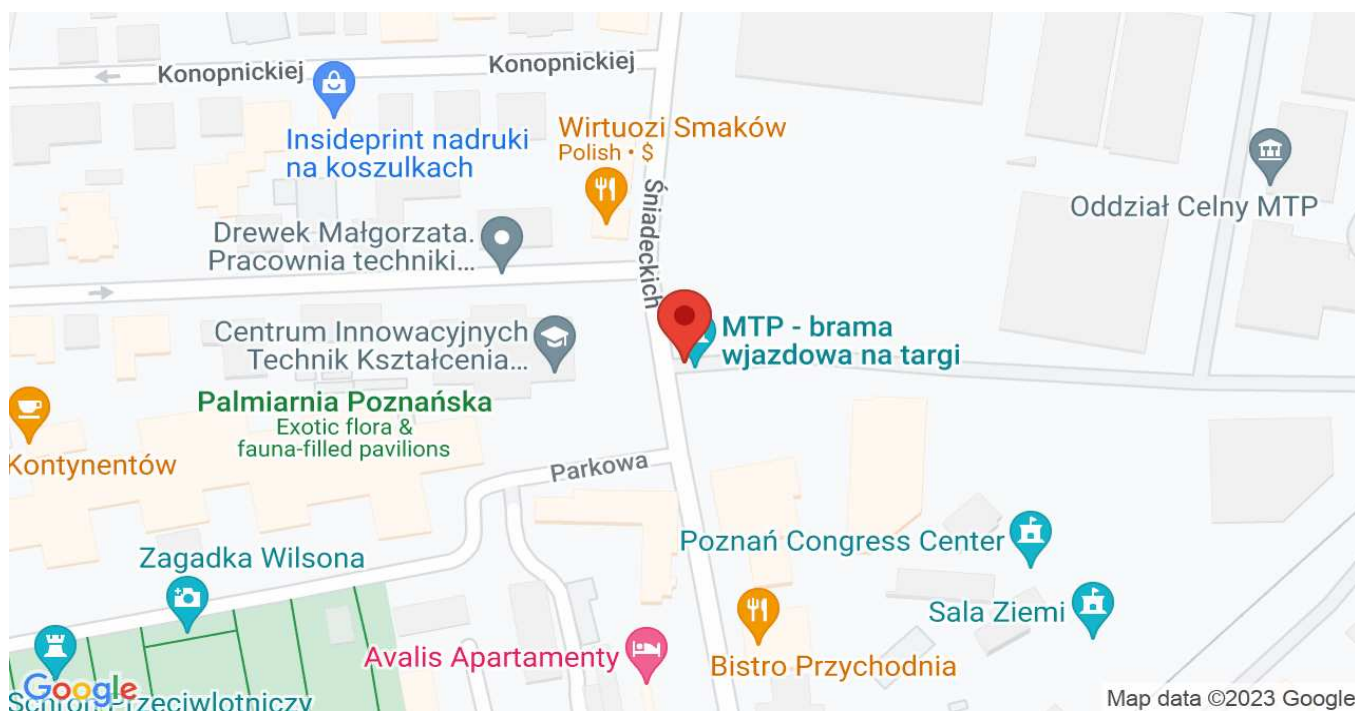 Konopnickiej
Konopnickiej
Insideprint nadruki
na koszulkach
Wirtuozi Smaków
Polish • $
Śniadeckich
Oddział Celny MTP
Drewek Małgorzata.
Pracownia techniki...
Centrum Innowacyjnych
Technik Kształcenia...
MTP - brama
wjazdowa na targi
Palmiarnia Poznańska
Exotic flora &
fauna-filled pavilions
Kontynentów
Parkowa
Poznań Congress Center
Zagadka Wilsona
Sala Ziemi
Avalis Apartamenty
Bistro Przychodnia
Google
Schron Przeciwlotniczy
Map data ©2023 Google